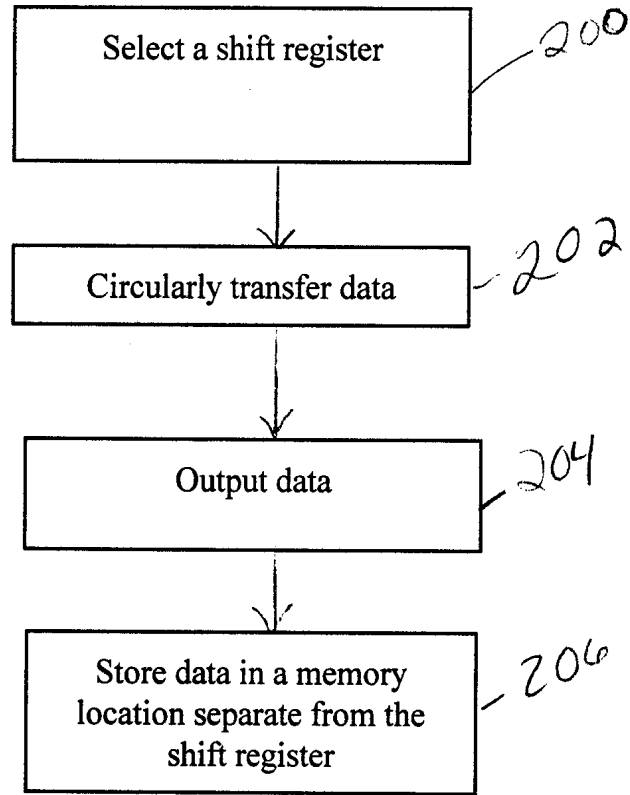 Select a shift register
200
Circularly transfer data
202
Output data
204
Store data in a memory
location separate from the
shift register
206